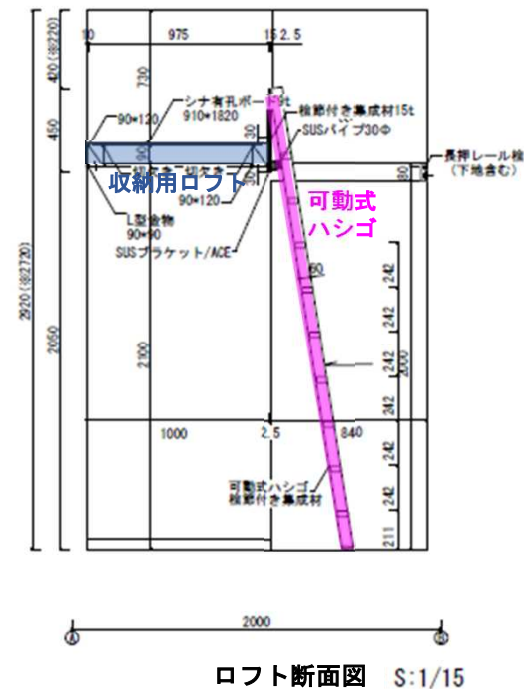 420(※220)
10
975
15
2.5
730
シナ有孔ボード9t
910*1820
90*120
桧節付き集成材15t
SUSパイプ30Φ
450
30
90
長押レール桧
(下地含む)
80
収納用ロフト
90*120
L型金物
90*90
SUSブラケット/ACE
可動式
ハシゴ
60
242
2920(※2720)
2050
2100
242
2000
242
242
1000
2.5
840
242
可動式ハシゴ
桧節付き集成材
242
211
2000
ロフト断面図 S:1/15